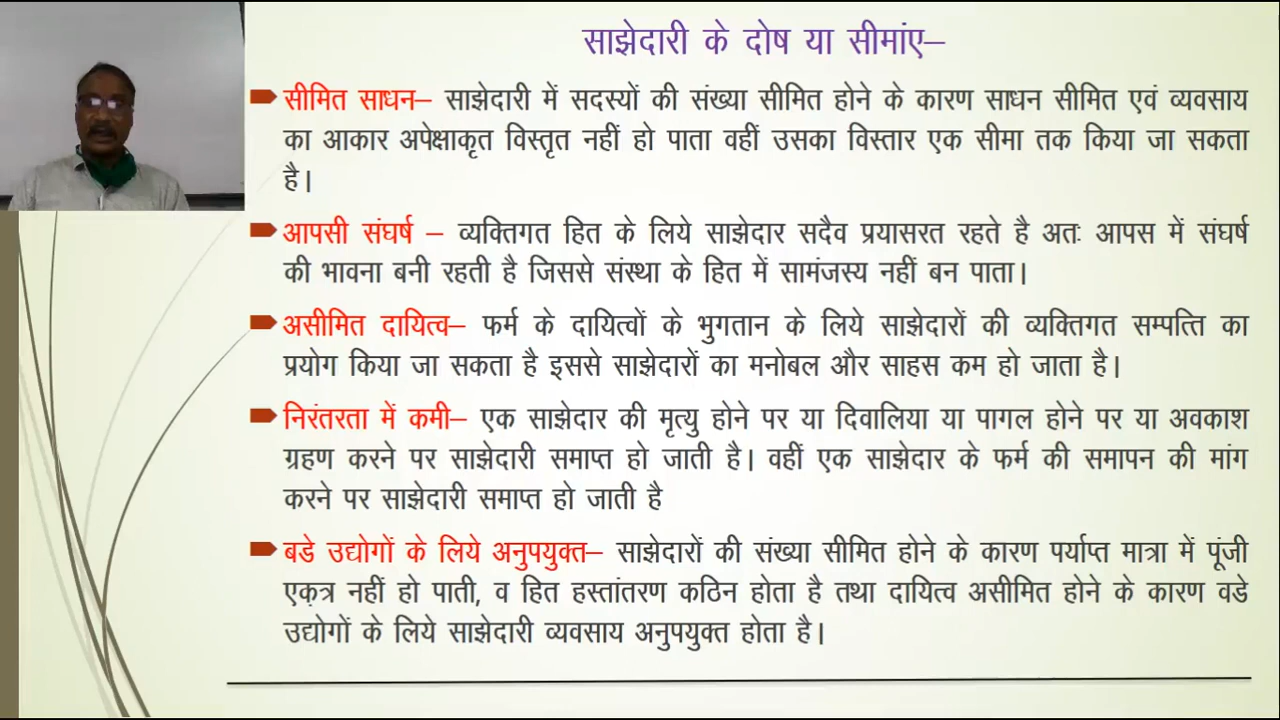 साझेदारी के दोष या सीमांए–
सीमित साधन– साझेदारी में सदस्यों की संख्या सीमित होने के कारण साधन सीमित एवं व्यवसाय
का आकार अपेक्षाकृत विस्तृत नहीं हो पाता वहीं उसका विस्तार एक सीमा तक किया जा सकता
है।
आपसी संघर्ष – व्यक्तिगत हित के लिये साझेदार सदैव प्रयासरत रहते है अतः आपस में संघर्ष
की भावना बनी रहती है जिससे संस्था के हित में सामंजस्य नहीं बन पाता।
असीमित दायित्व– फर्म के दायित्वों के भुगतान के लिये साझेदारों की व्यक्तिगत सम्पत्ति का
प्रयोग किया जा सकता है इससे साझेदारों का मनोबल और साहस कम हो जाता है।
निरंतरता में कमी– एक साझेदार की मृत्यु होने पर या दिवालिया या पागल होने पर या अवकाश
ग्रहण करने पर साझेदारी समाप्त हो जाती है। वहीं एक साझेदार के फर्म की समापन की मांग
करने पर साझेदारी समाप्त हो जाती है
बडे उद्योगों के लिये अनुपयुक्त– साझेदारों की संख्या सीमित होने के कारण पर्याप्त मात्रा में पूंजी
एकत्र नहीं हो पाती, व हित हस्तांतरण कठिन होता है तथा दायित्व असीमित होने के कारण वडे
उद्योगों के लिये साझेदारी व्यवसाय अनुपयुक्त होता है।